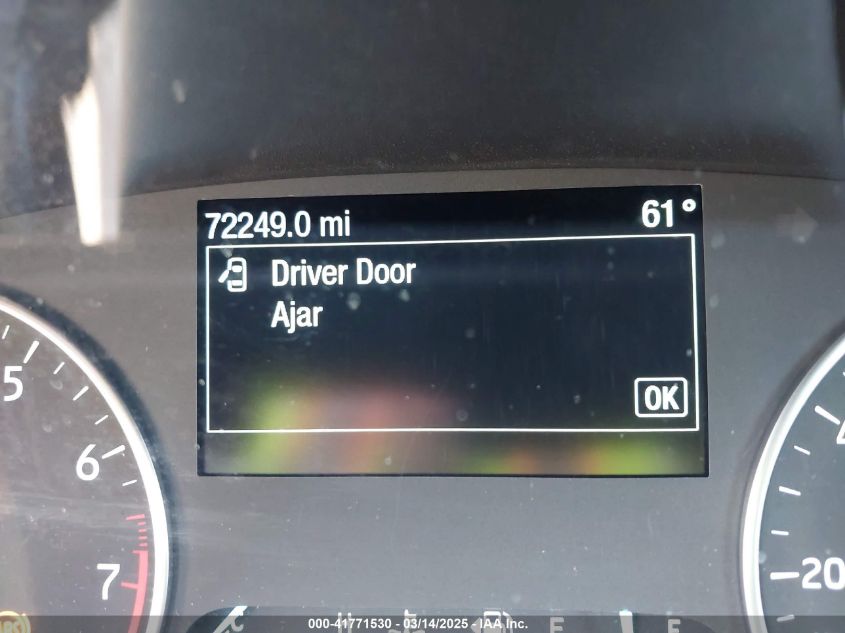 72249.0 mi 61°
Driver Door
Ajar
OK
5
6
7
20
000-41771530 - 03/14/2025 - IAA Inc.